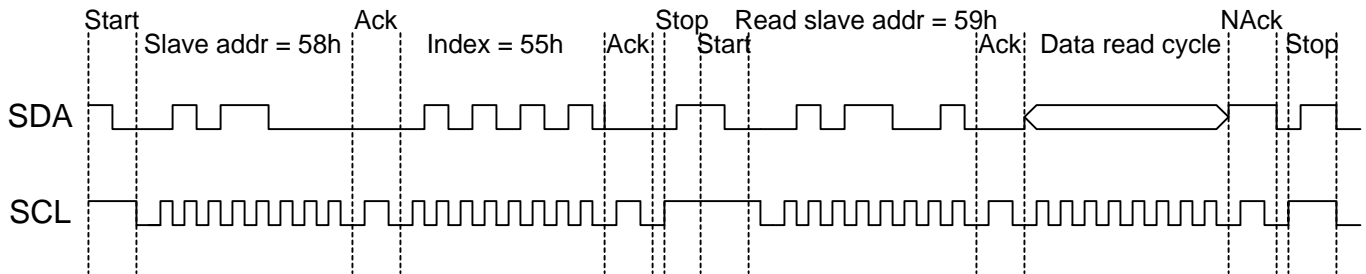 Start Ack Stop Read slave addr = 59h NAck
Slave addr = 58h Index = 55h Ack Start Ack Data read cycle Stop
SDA
SCL